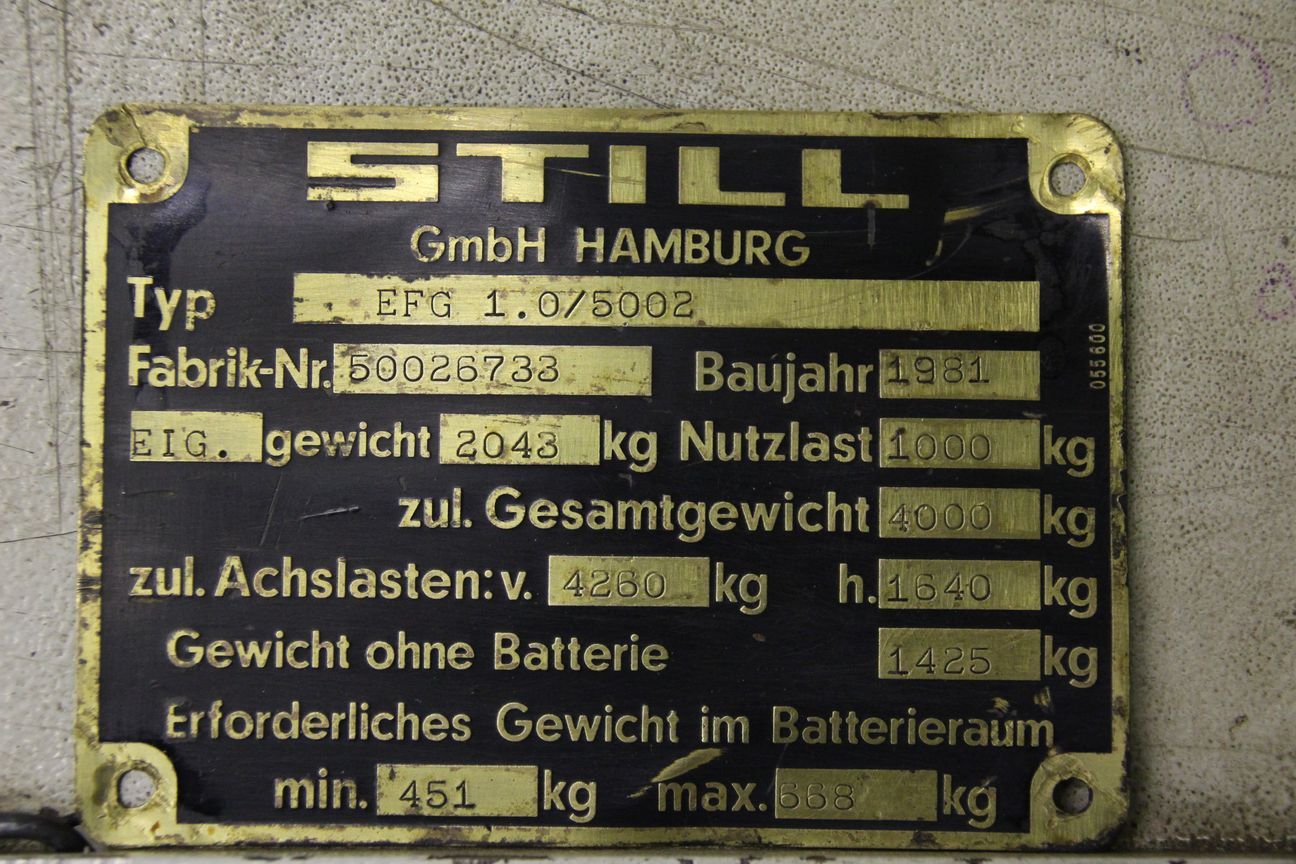 STILL
GmbH HAMBURG
Typ EFG 1.0/5002
Fabrik-Nr. 50026733 Baujahr 1981
055600
EIG. gewicht 2043 kg Nutzlast 1000 kg
zul. Gesamtgewicht 4000 kg
zul. Achslasten: v. 4260 kg h. 1640 kg
Gewicht ohne Batterie 1425 kg
Erforderliches Gewicht im Batterieraum
min. 451 kg max. 668 kg